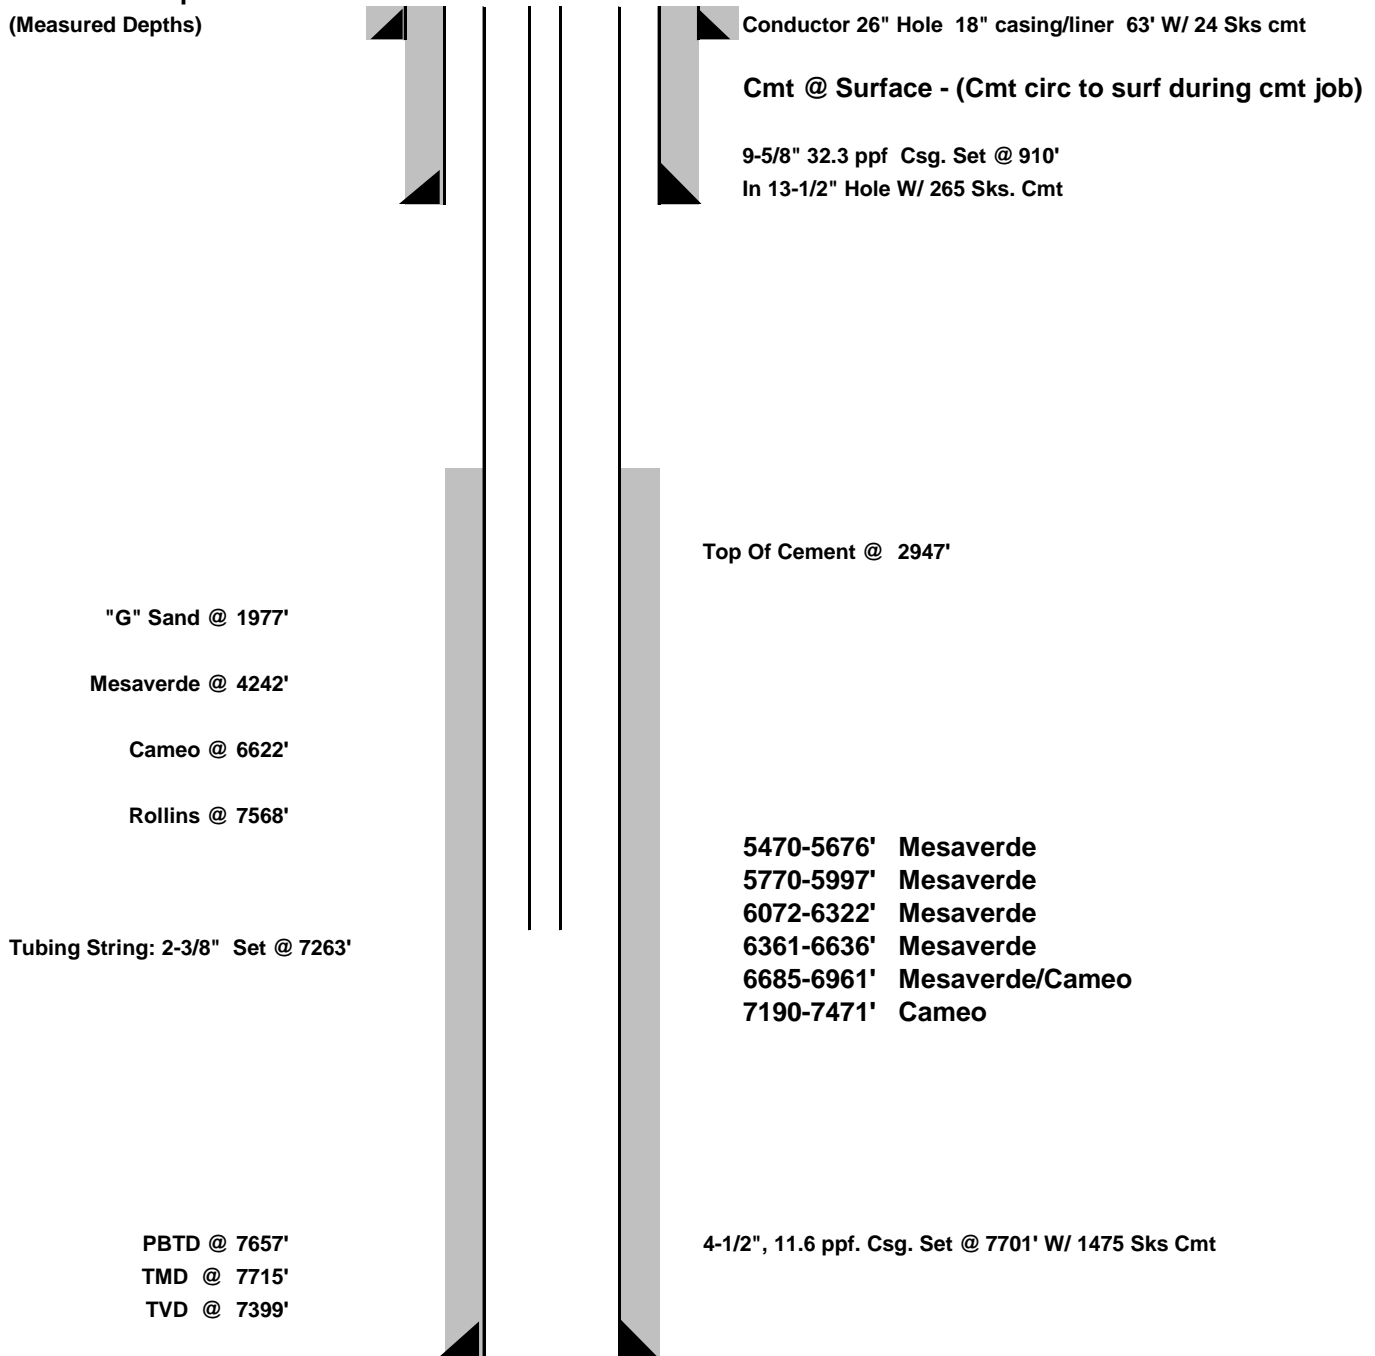 (Measured Depths)
Conductor 26" Hole 18" casing/liner 63' W/ 24 Sks cmt
Cmt @ Surface - (Cmt circ to surf during cmt job)
9-5/8" 32.3 ppf Csg. Set @ 910'
In 13-1/2" Hole W/ 265 Sks. Cmt
Top Of Cement @ 2947'
"G" Sand @ 1977'
Mesaverde @ 4242'
Cameo @ 6622'
Rollins @ 7568'
5470-5676' Mesaverde
5770-5997' Mesaverde
6072-6322' Mesaverde
6361-6636' Mesaverde
6685-6961' Mesaverde/Cameo
7190-7471' Cameo
Tubing String: 2-3/8" Set @ 7263'
PBTD @ 7657'
TMD @ 7715'
TVD @ 7399'
4-1/2", 11.6 ppf. Csg. Set @ 7701' W/ 1475 Sks Cmt